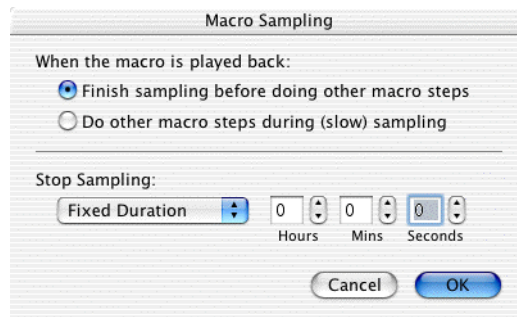 Macro Sampling
When the macro is played back:
Finish sampling before doing other macro steps
Do other macro steps during (slow) sampling
Stop Sampling:
Fixed Duration 0 0 0
Hours Mins Seconds
Cancel OK